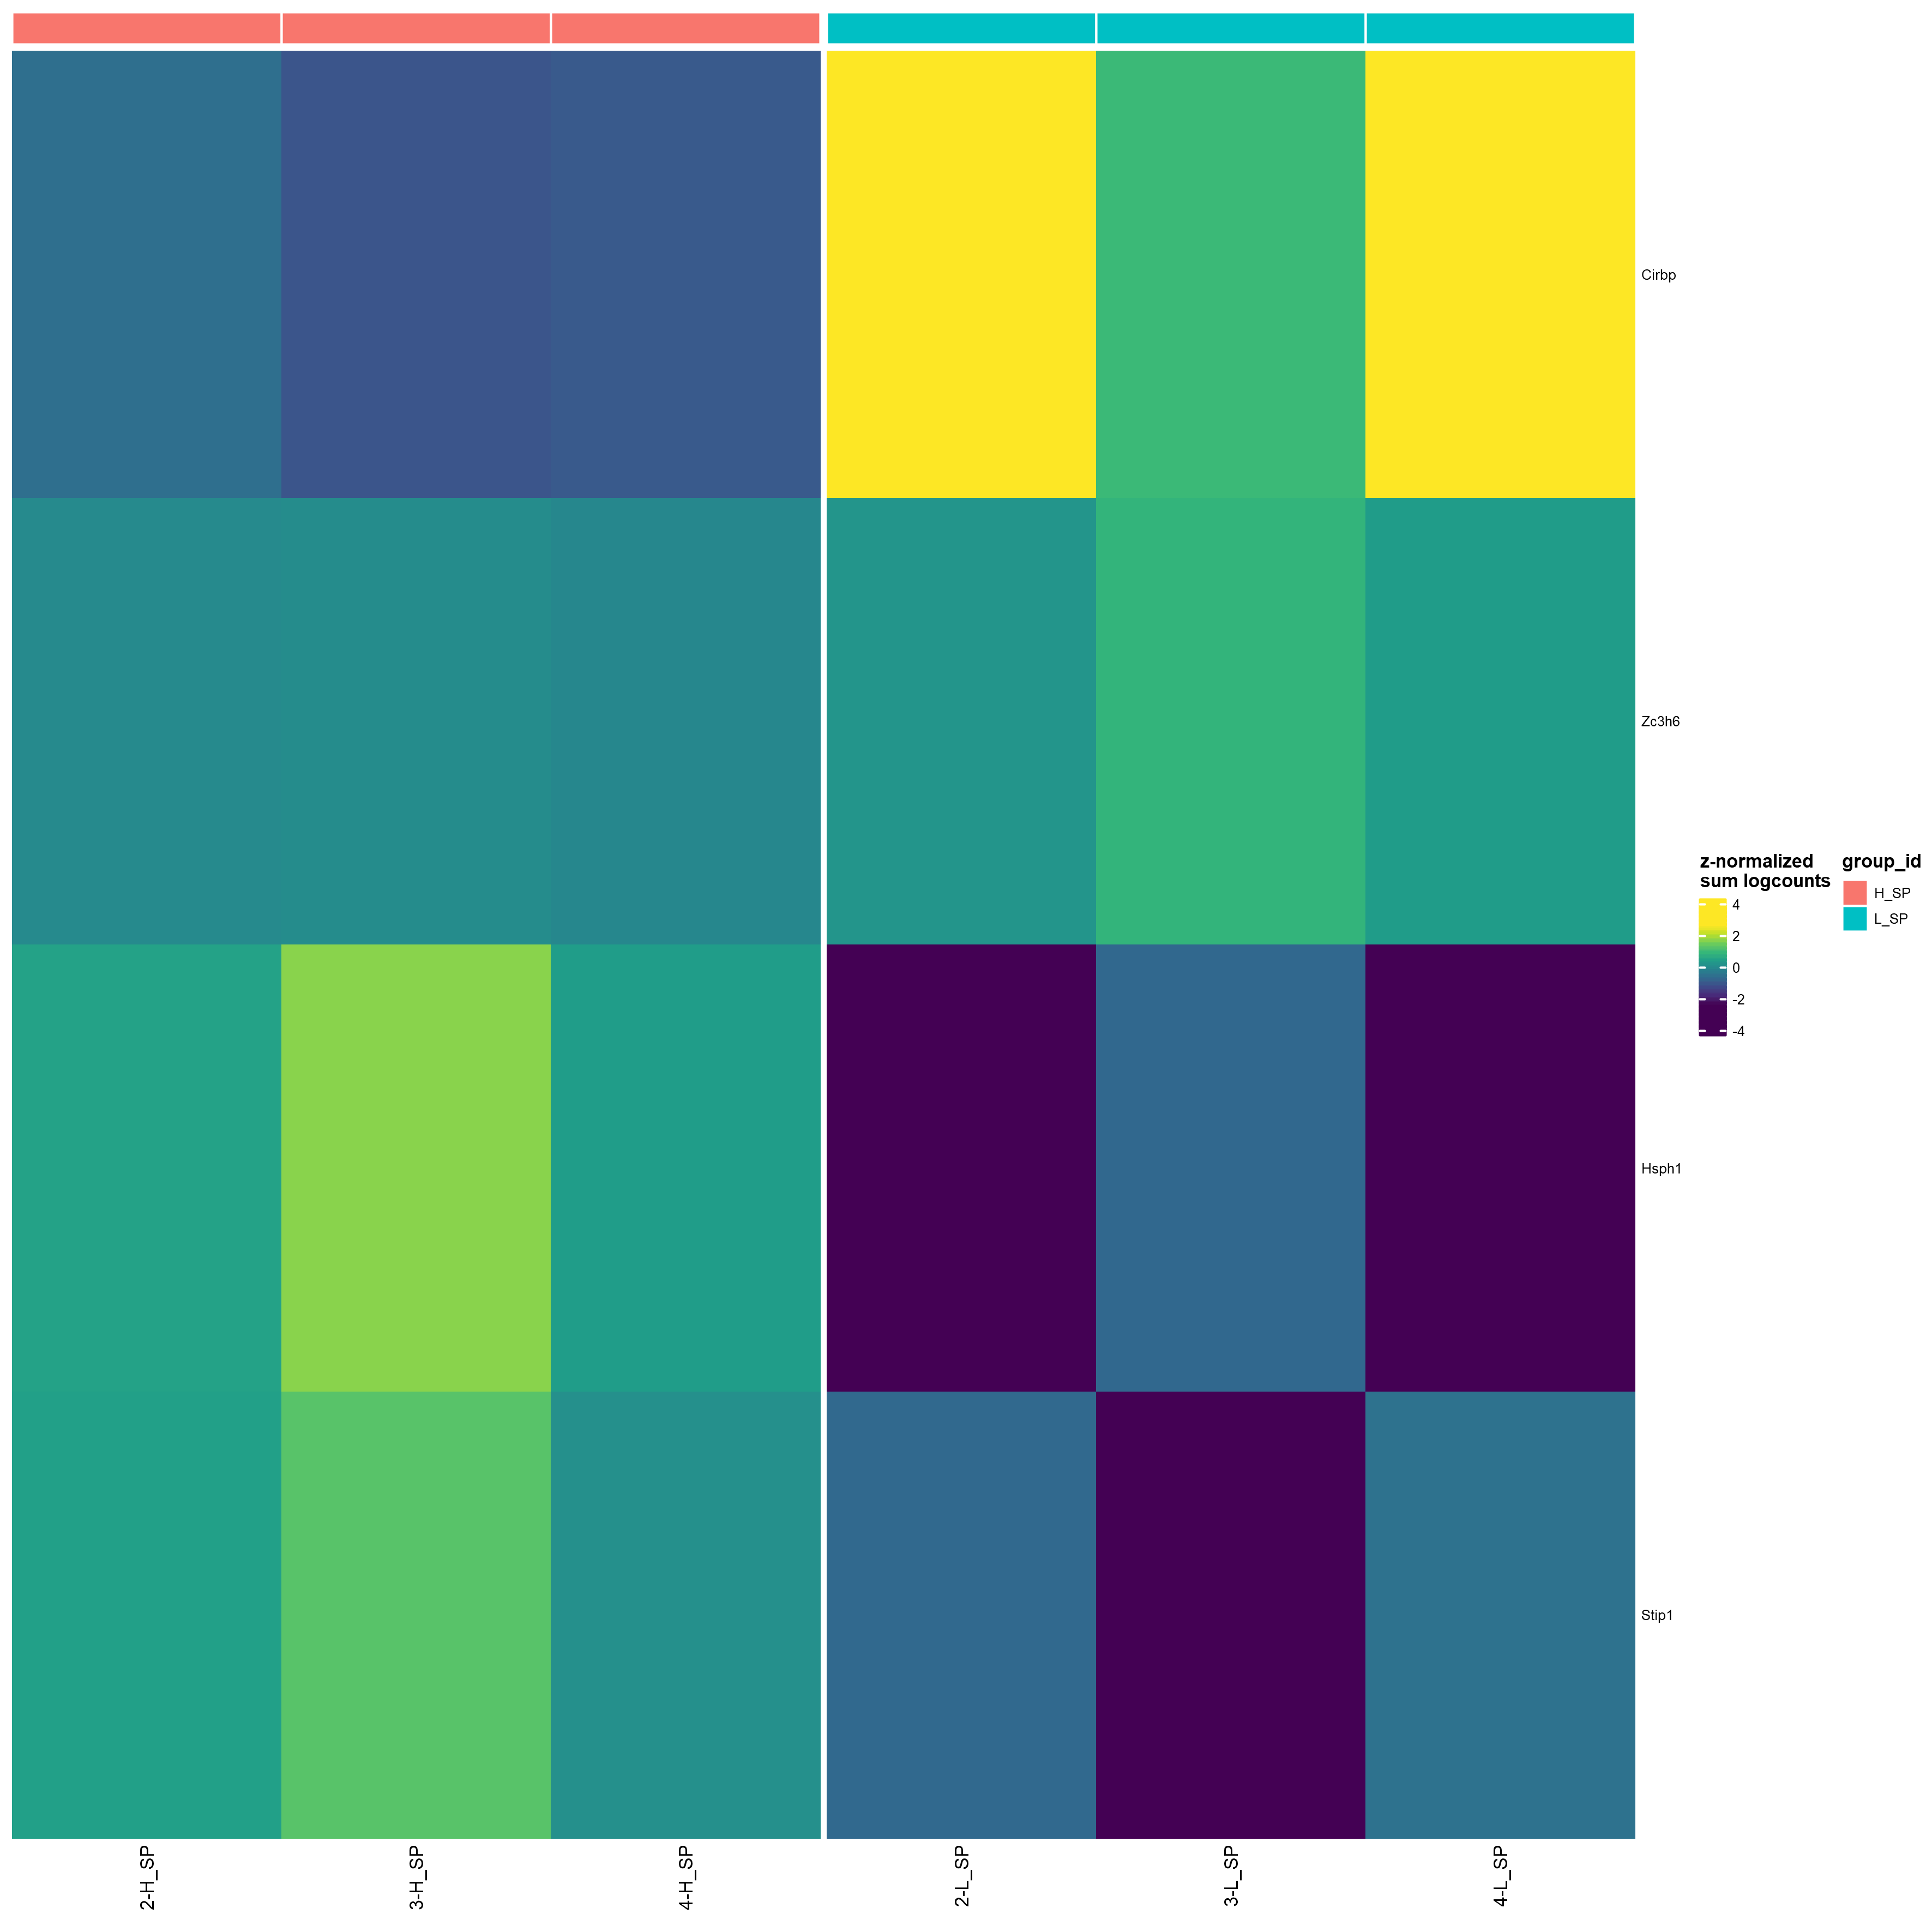 Cirbp
Zc3h6
Hsph1
Stip1
z-normalized
sum logcounts
4
2
0
-2
-4
group_id
H_SP
L_SP
2-H_SP
3-H_SP
4-H_SP
2-L_SP
3-L_SP
4-L_SP